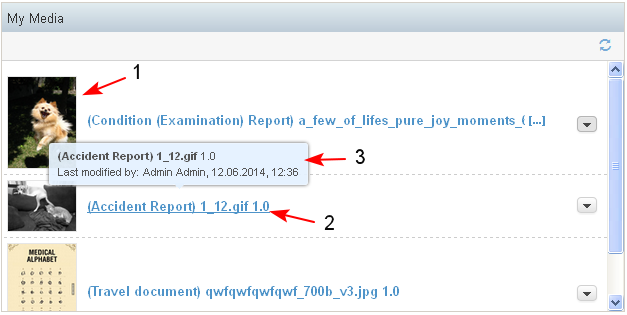 My Media
1
(Condition (Examination) Report) a_few_of_lifes_pure_joy_moments_( [...]
(Accident Report) 1_12.gif 1.0
Last modified by: Admin Admin, 12.06.2014, 12:36
3
(Accident Report) 1_12.gif 1.0
2
MEDICAL
ALPHABET
(Travel document) qwfqwfqwfqwf_700b_v3.jpg 1.0